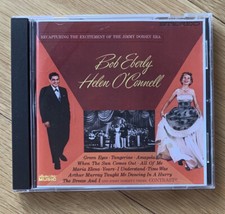 RECAPTURING THE EXCITEMENT OF THE JIMMY DORSEY ERA
Bob Eberly
Helen O'Connell
Green Eyes · Tangerine · Amapola
When The Sun Comes Out · All Of Me
Maria Elena · Yours · I Understand · Time Was
Arthur Murray Taught Me Dancing In A Hurry
The Breeze And I